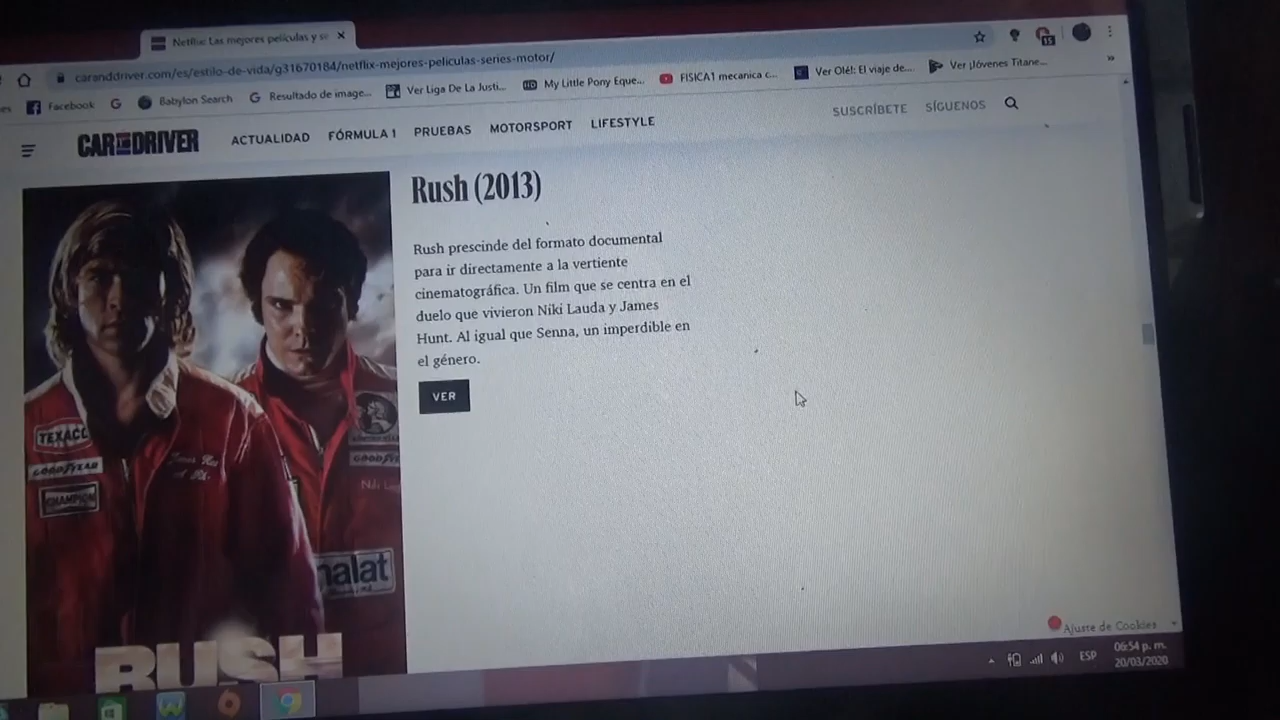 Netflix: Las mejores películas y se
caranddriver.com/es/estilo-de-vida/g31670184/netflix-mejores-peliculas-series-motor/
15
Facebook
Babylon Search
Resultado de image...
Ver Liga De La Justi...
My Little Pony Eque...
FISICA1 mecanica c...
Ver Olé!: El viaje de...
Ver ¡Jóvenes Titane...
»
CAR AND DRIVER
ACTUALIDAD
FÓRMULA 1
PRUEBAS
MOTORSPORT
LIFESTYLE
SUSCRÍBETE
SÍGUENOS
Rush (2013)
Rush prescinde del formato documental
para ir directamente a la vertiente
cinematográfica. Un film que se centra en el
duelo que vivieron Niki Lauda y James
Hunt. Al igual que Senna, un imperdible en
el género.
VER
TEXACO
GOODYEAR
CHAMPION
GOODYE
Niki
malat
RUSH
Ajuste de Cookies
ESP
06:54 p. m.
20/03/2020